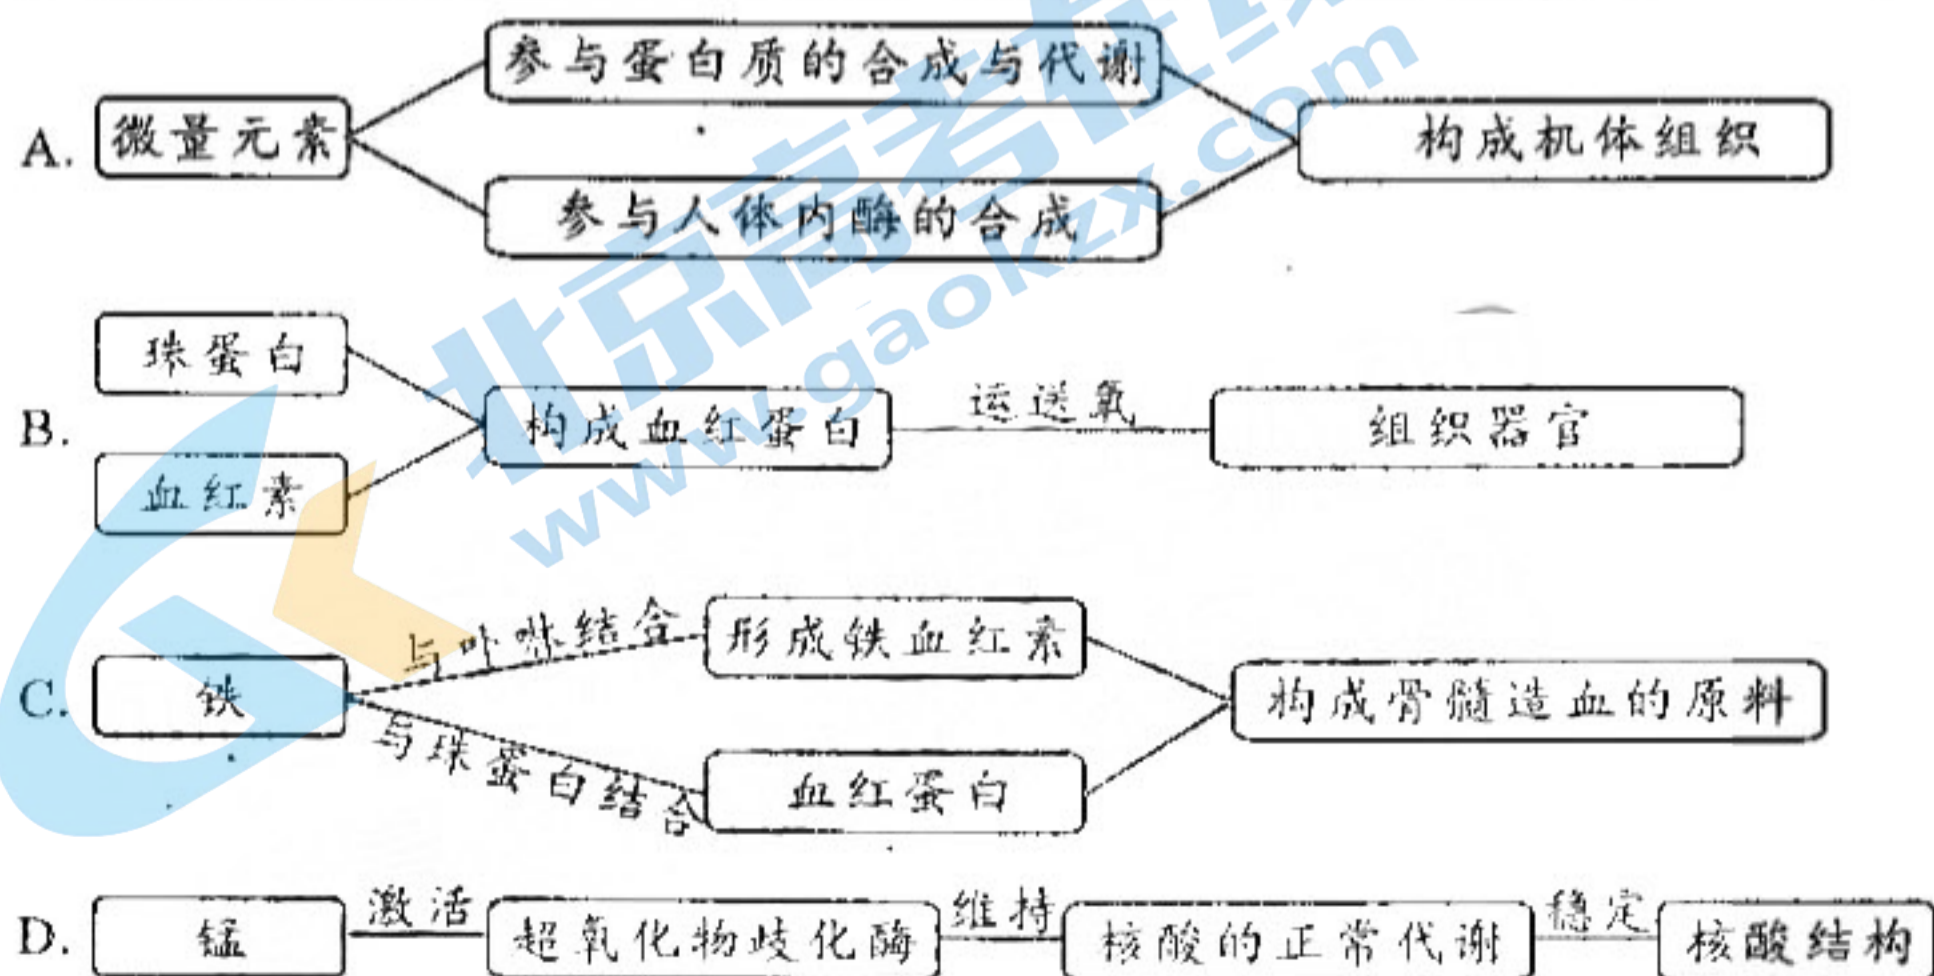 参与蛋白质的合成与代谢
A. 微量元素
构成机体组织
参与人体内酶的合成
珠蛋白
B.
构成血红蛋白 运送氧 组织器官
血红素
与卟啉结合 形成铁血红素
C. 铁
构成骨髓造血的原料
与珠蛋白结合 血红蛋白
D. 锰 激活 超氧化物歧化酶 维持 核酸的正常代谢 稳定 核酸结构
北京高考在线
www.gaokzx.com